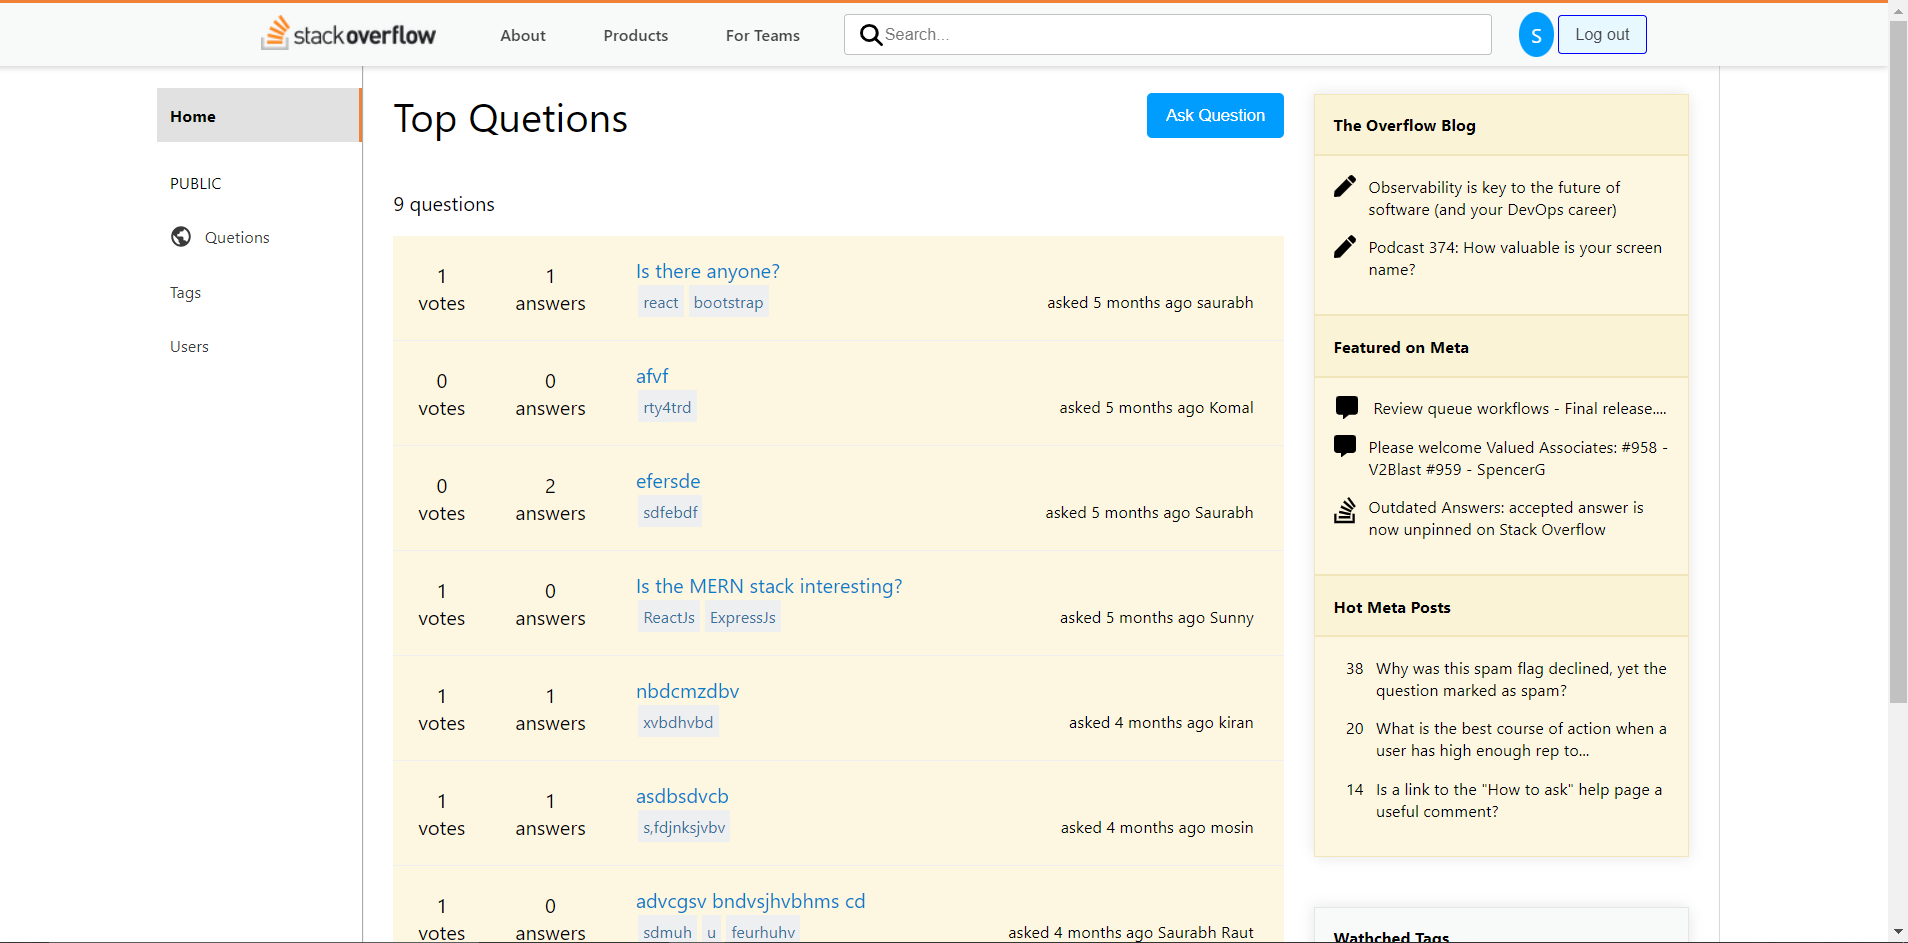 stackoverflow
About
Products
For Teams
Search...
S
Log out
Home
PUBLIC
Quetions
Tags
Users
Top Quetions
Ask Question
9 questions
1 votes
1 answers
Is there anyone?
react bootstrap
asked 5 months ago saurabh
0 votes
0 answers
afvf
rty4trd
asked 5 months ago Komal
0 votes
2 answers
efersde
sdfebdf
asked 5 months ago Saurabh
1 votes
0 answers
Is the MERN stack interesting?
ReactJs ExpressJs
asked 5 months ago Sunny
1 votes
1 answers
nbdcmzdbv
xvbdhvbd
asked 4 months ago kiran
1 votes
1 answers
asdbsdvcb
s,fdjnksjvbv
asked 4 months ago mosin
1 votes
0 answers
advcgsv bndvsjhvbhms cd
sdmuh u feurhuhv
asked 4 months ago Saurabh Raut
The Overflow Blog
Observability is key to the future of
software (and your DevOps career)
Podcast 374: How valuable is your screen
name?
Featured on Meta
Review queue workflows - Final release....
Please welcome Valued Associates: #958 -
V2Blast #959 - SpencerG
Outdated Answers: accepted answer is
now unpinned on Stack Overflow
Hot Meta Posts
38 Why was this spam flag declined, yet the
question marked as spam?
20 What is the best course of action when a
user has high enough rep to...
14 Is a link to the "How to ask" help page a
useful comment?
Wathched Tags